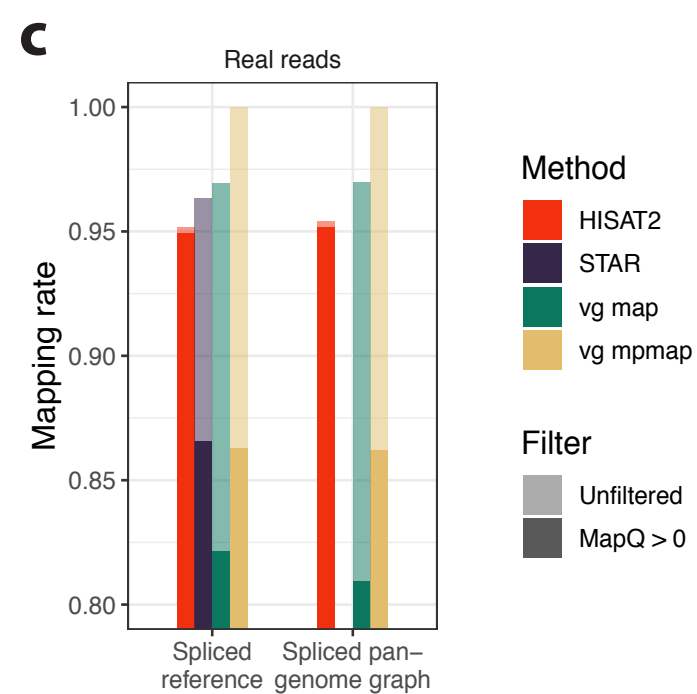 c
Real reads
1.00
0.95
0.90
0.85
0.80
Mapping rate
Spliced
reference
Spliced pan–
genome graph
Method
HISAT2
STAR
vg map
vg mpmap
Filter
Unfiltered
MapQ > 0